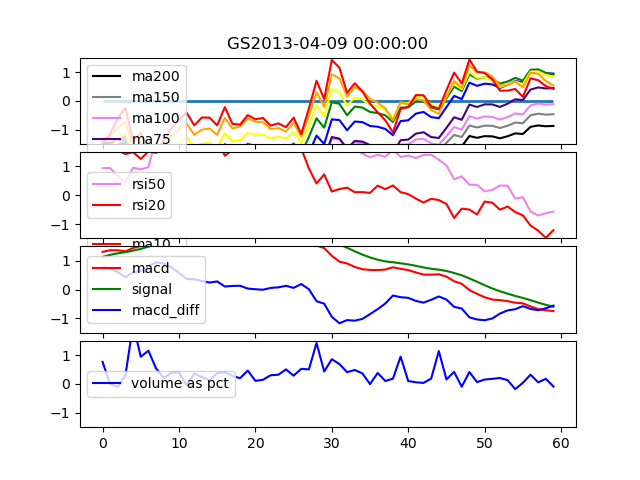 GS2013-04-09 00:00:00
1
0
−1
ma200
ma150
ma100
ma75
1
0
−1
rsi50
rsi20
ma10
1
0
−1
macd
signal
macd_diff
1
0
−1
volume as pct
0 10 20 30 40 50 60